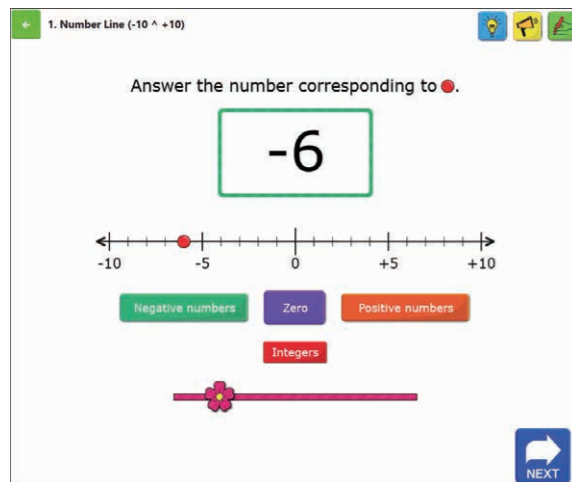 1. Number Line (-10 ^ +10)
Answer the number corresponding to .
-6
-10 -5 0 +5 +10
Negative numbers Zero Positive numbers
Integers
NEXT